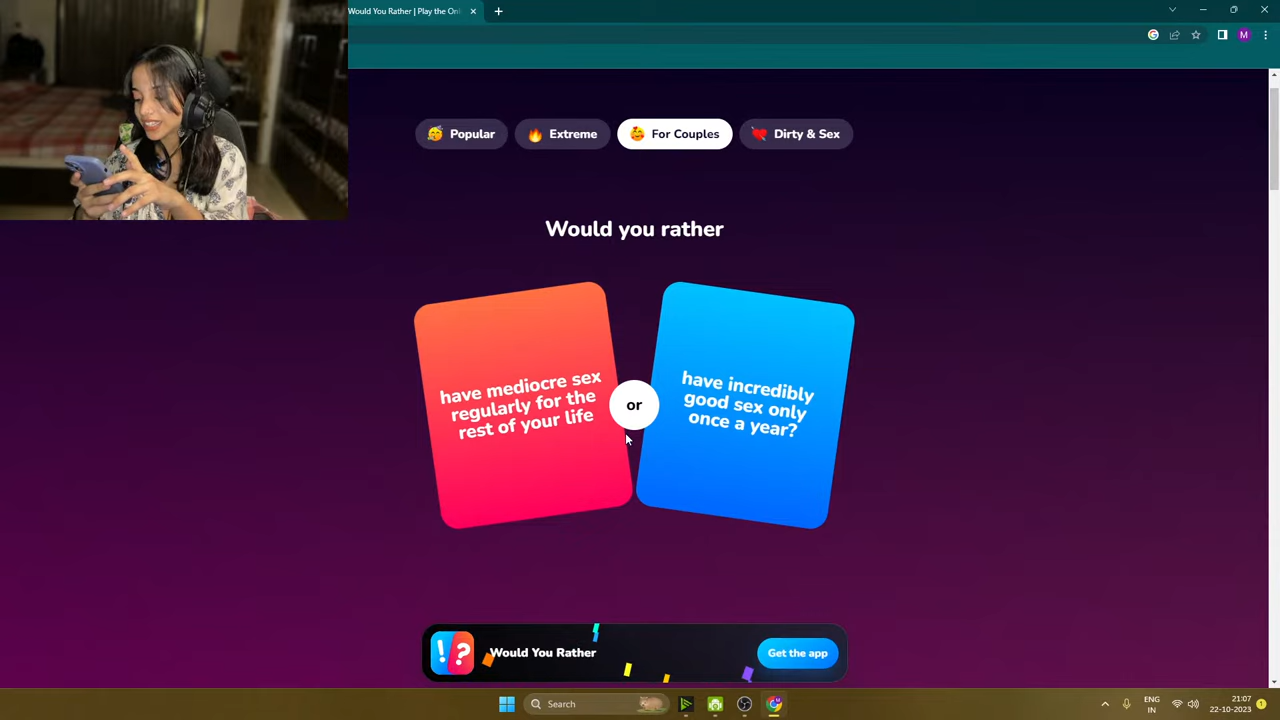 Would You Rather | Play the Onl
M
Popular
Extreme
For Couples
Dirty & Sex
Would you rather
have mediocre sex
regularly for the
rest of your life
or
have incredibly
good sex only
once a year?
!?
Would You Rather
Get the app
Search
ENG
IN
21:07
22-10-2023
1